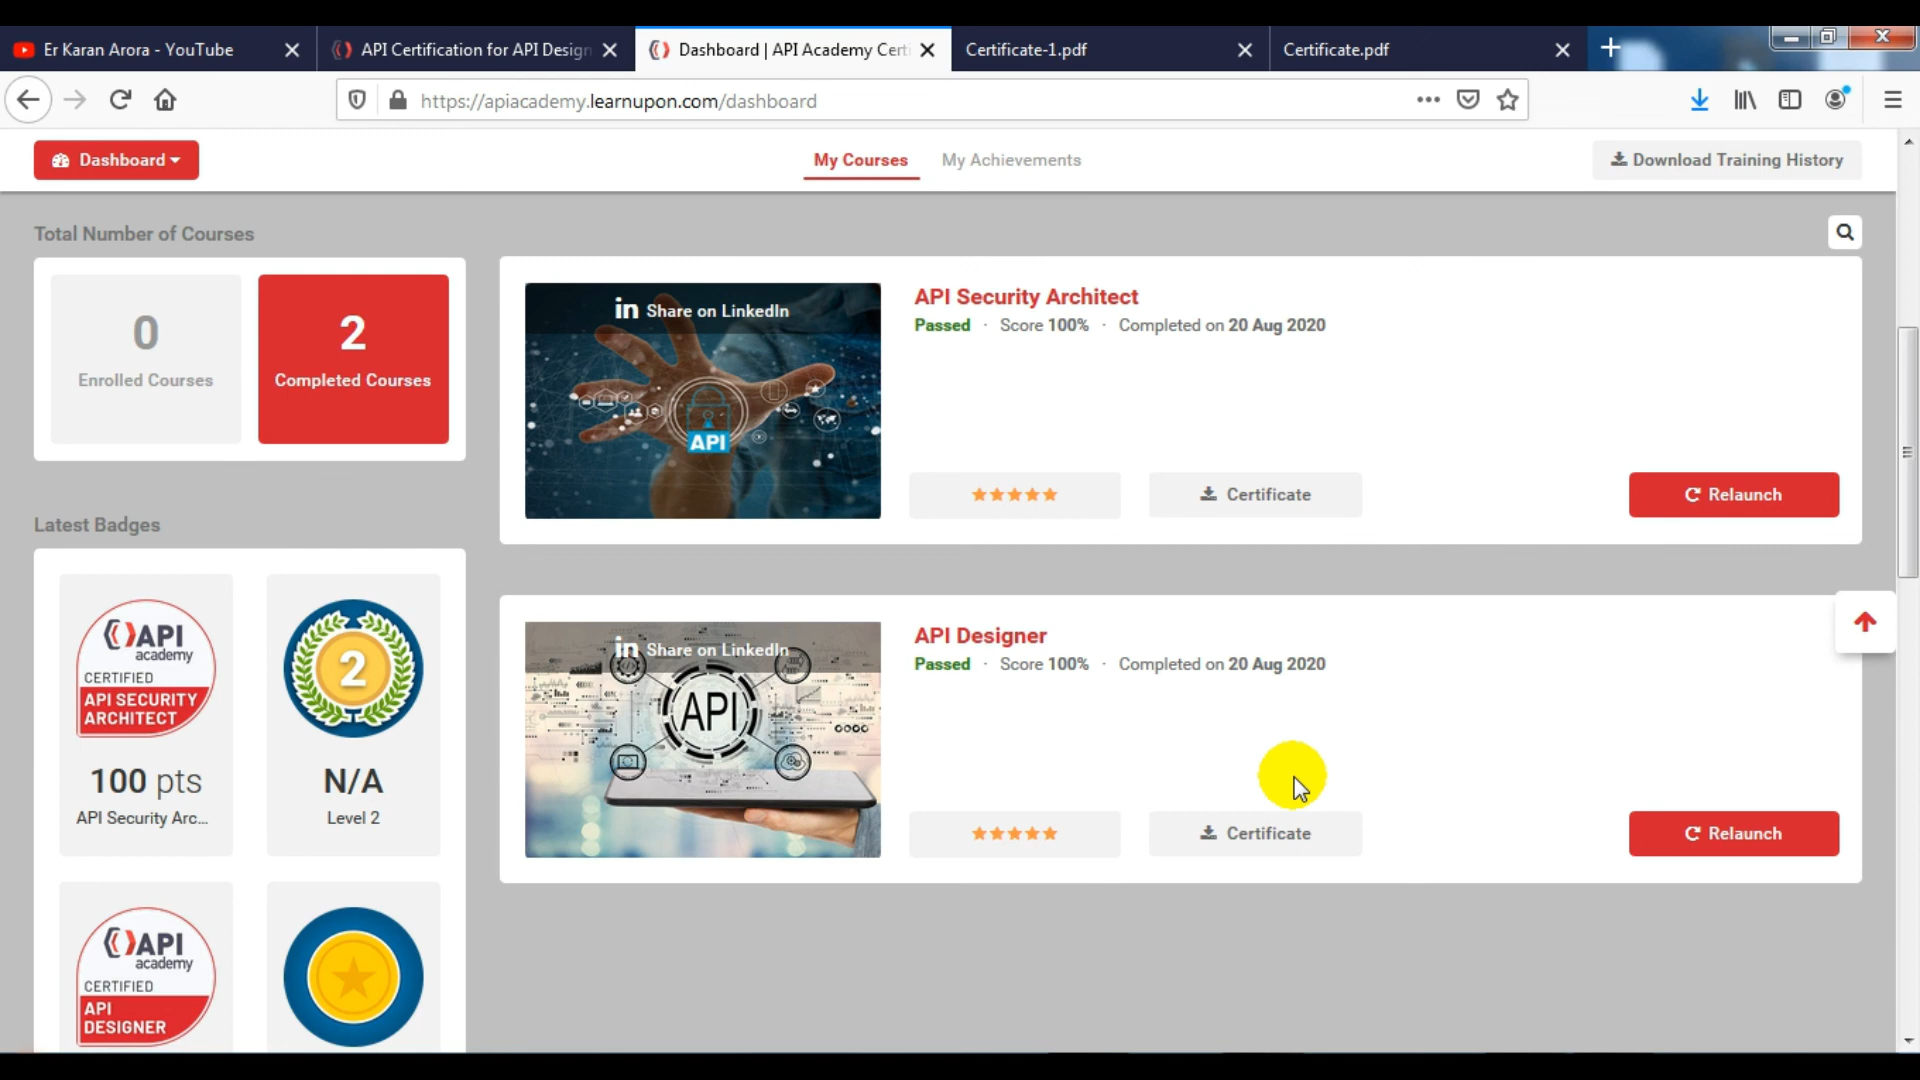 Er Karan Arora - YouTube
API Certification for API Design
Dashboard | API Academy Certi
Certificate-1.pdf
Certificate.pdf
https://apiacademy.learnupon.com/dashboard
Dashboard
My Courses
My Achievements
Download Training History
Total Number of Courses
0
Enrolled Courses
2
Completed Courses
Share on LinkedIn
API
API Security Architect
Passed · Score 100% · Completed on 20 Aug 2020
Certificate
Relaunch
Latest Badges
API
academy
CERTIFIED
API SECURITY
ARCHITECT
100 pts
API Security Arc...
2
N/A
Level 2
Share on LinkedIn
API
API Designer
Passed · Score 100% · Completed on 20 Aug 2020
Certificate
Relaunch
API
academy
CERTIFIED
API
DESIGNER